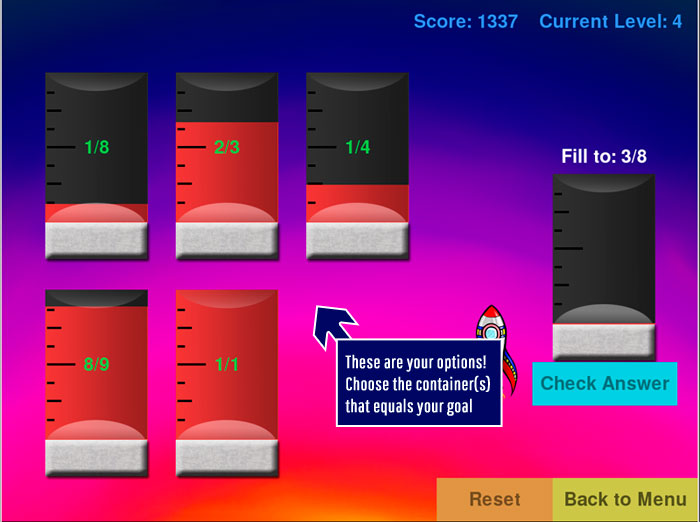 Score: 1337 Current Level: 4
1/8 2/3 1/4
Fill to: 3/8
8/9 1/1
These are your options!
Choose the container(s)
that equals your goal
Check Answer
Reset Back to Menu